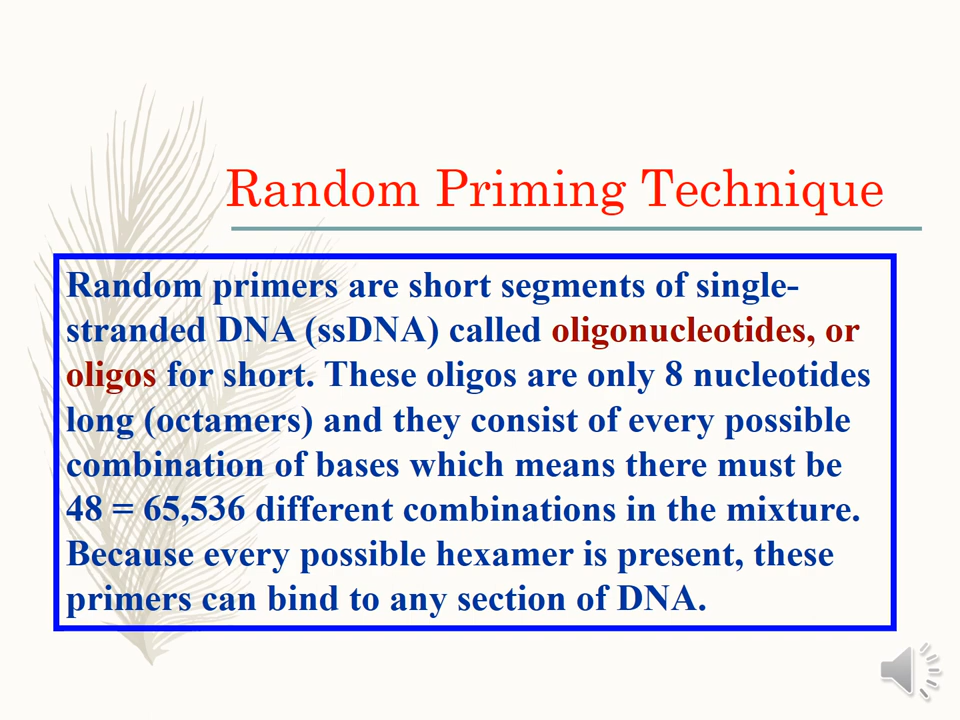 Random Priming Technique
Random primers are short segments of single-
stranded DNA (ssDNA) called oligonucleotides, or
oligos for short. These oligos are only 8 nucleotides
long (octamers) and they consist of every possible
combination of bases which means there must be
48 = 65,536 different combinations in the mixture.
Because every possible hexamer is present, these
primers can bind to any section of DNA.